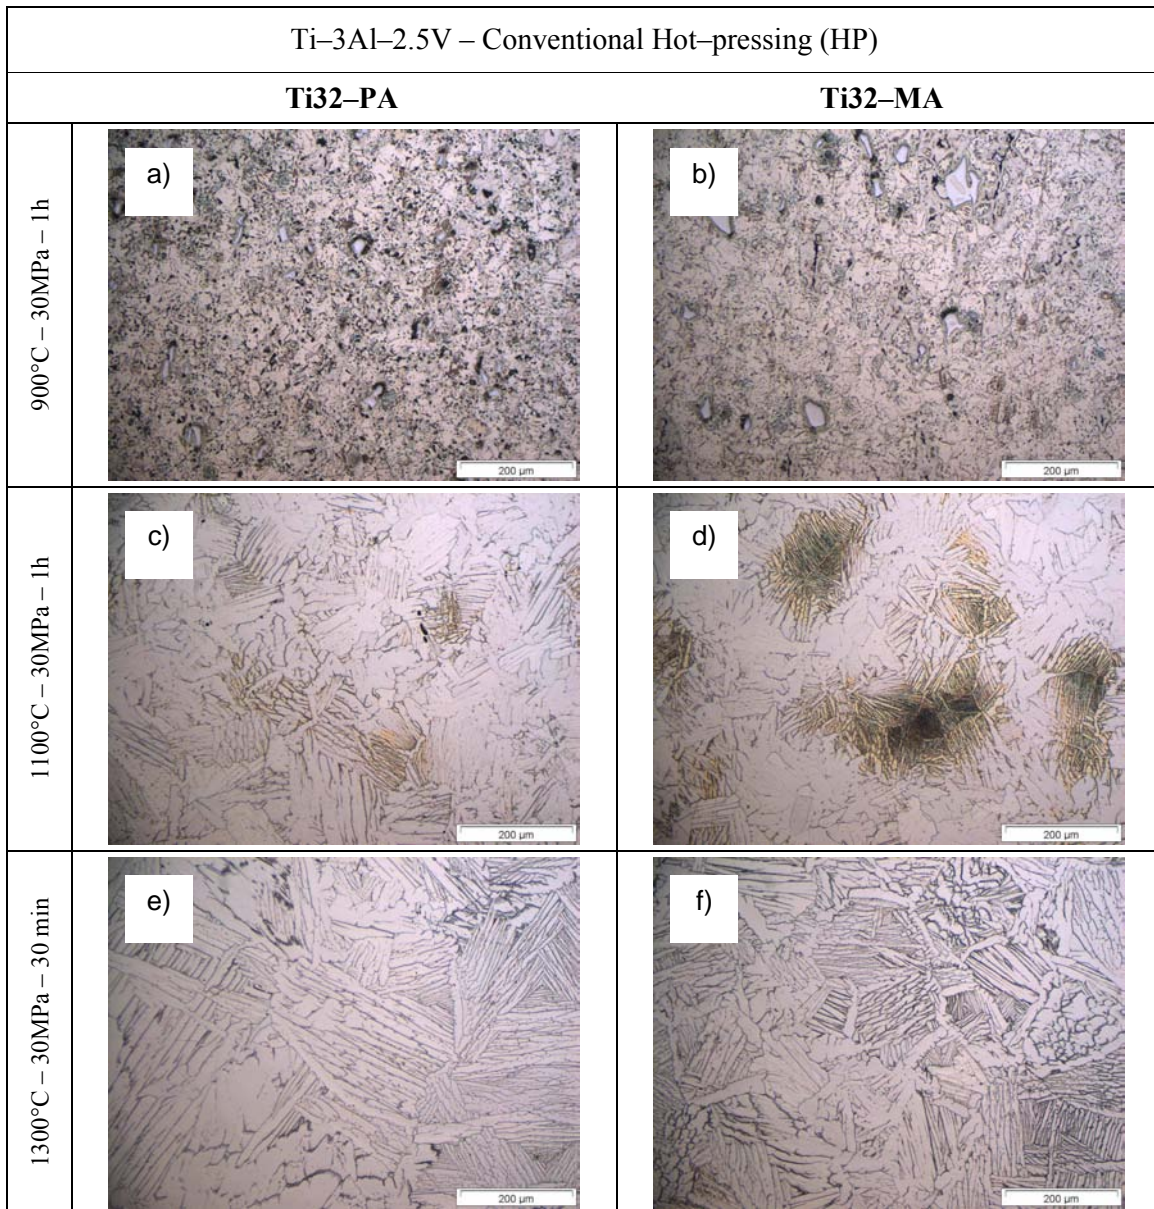 Ti–3Al–2.5V – Conventional Hot–pressing (HP)
Ti32–PA
Ti32–MA
900°C – 30MPa – 1h
a)
200 µm
b)
200 µm
1100°C – 30MPa – 1h
c)
200 µm
d)
200 µm
1300°C – 30MPa – 30 min
e)
200 µm
f)
200 µm